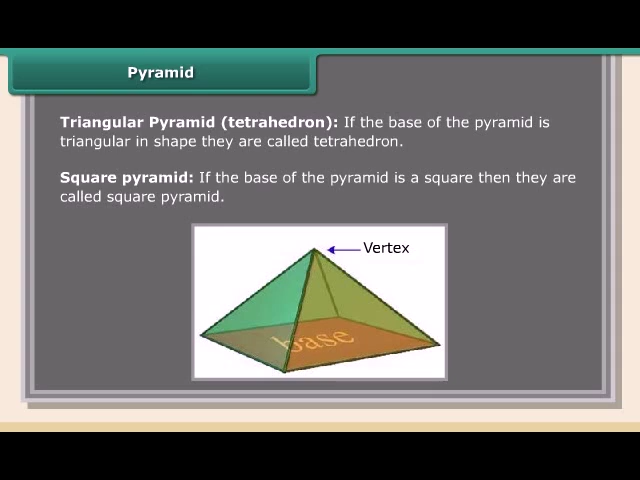 Pyramid
Triangular Pyramid (tetrahedron): If the base of the pyramid is
triangular in shape they are called tetrahedron.
Square pyramid: If the base of the pyramid is a square then they are
called square pyramid.
Vertex
base